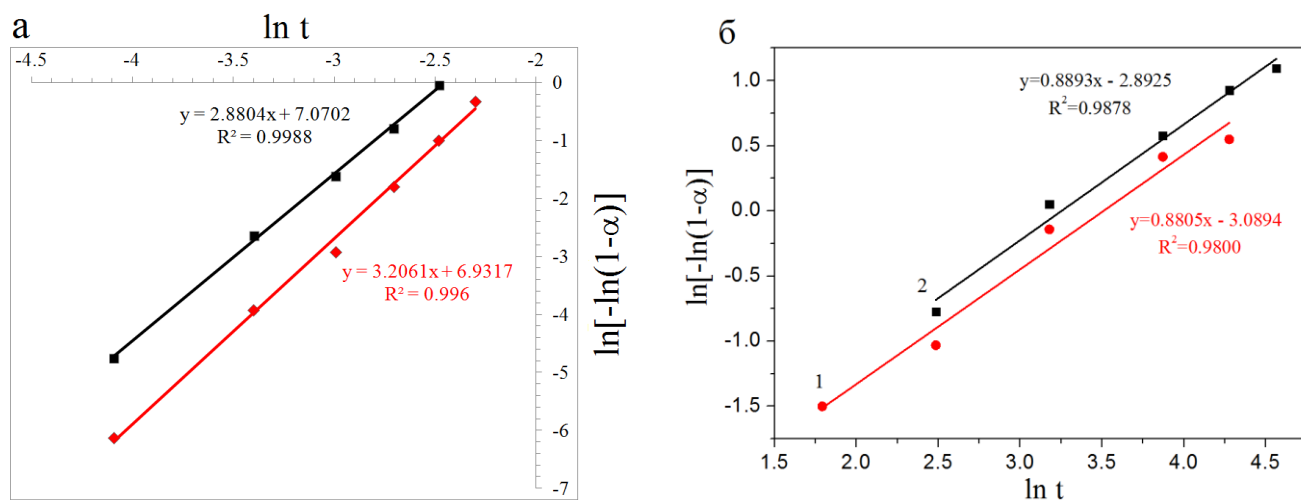 а
ln t
-4.5 -4 -3.5 -3 -2.5 -2
0
-1
-2
-3
-4
-5
-6
-7
ln[-ln(1-α)]
y = 2.8804x + 7.0702
R² = 0.9988
y = 3.2061x + 6.9317
R² = 0.996
б
ln[-ln(1-α)]
1.0
0.5
0.0
-0.5
-1.0
-1.5
y=0.8893x - 2.8925
R²=0.9878
y=0.8805x - 3.0894
R²=0.9800
2
1
1.5 2.0 2.5 3.0 3.5 4.0 4.5
ln t